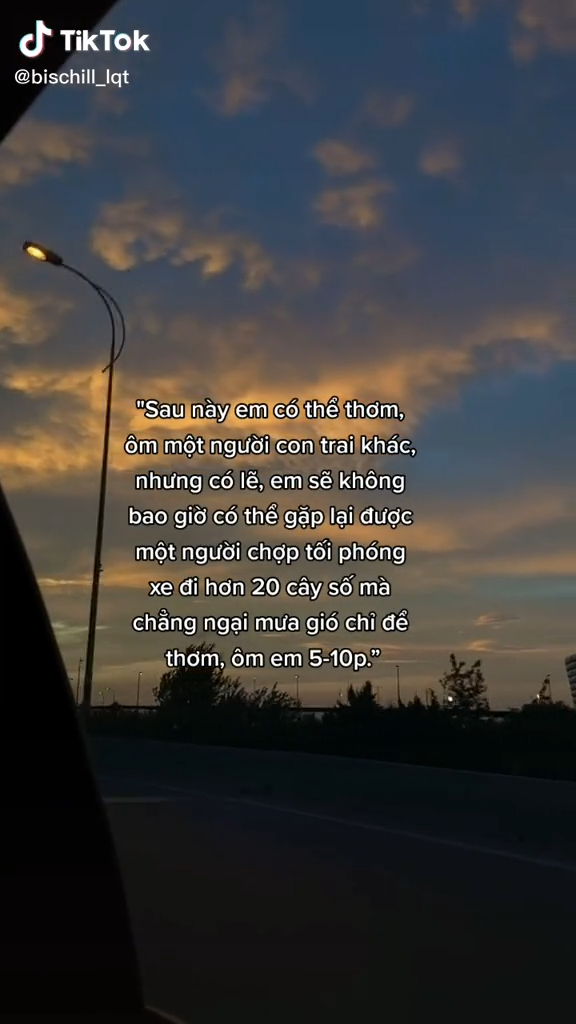 TikTok
@bischill_lqt
"Sau này em có thể thơm,
ôm một người con trai khác,
nhưng có lẽ, em sẽ không
bao giờ có thể gặp lại được
một người chợp tối phóng
xe đi hơn 20 cây số mà
chẳng ngại mưa gió chỉ để
thơm, ôm em 5-10p.”